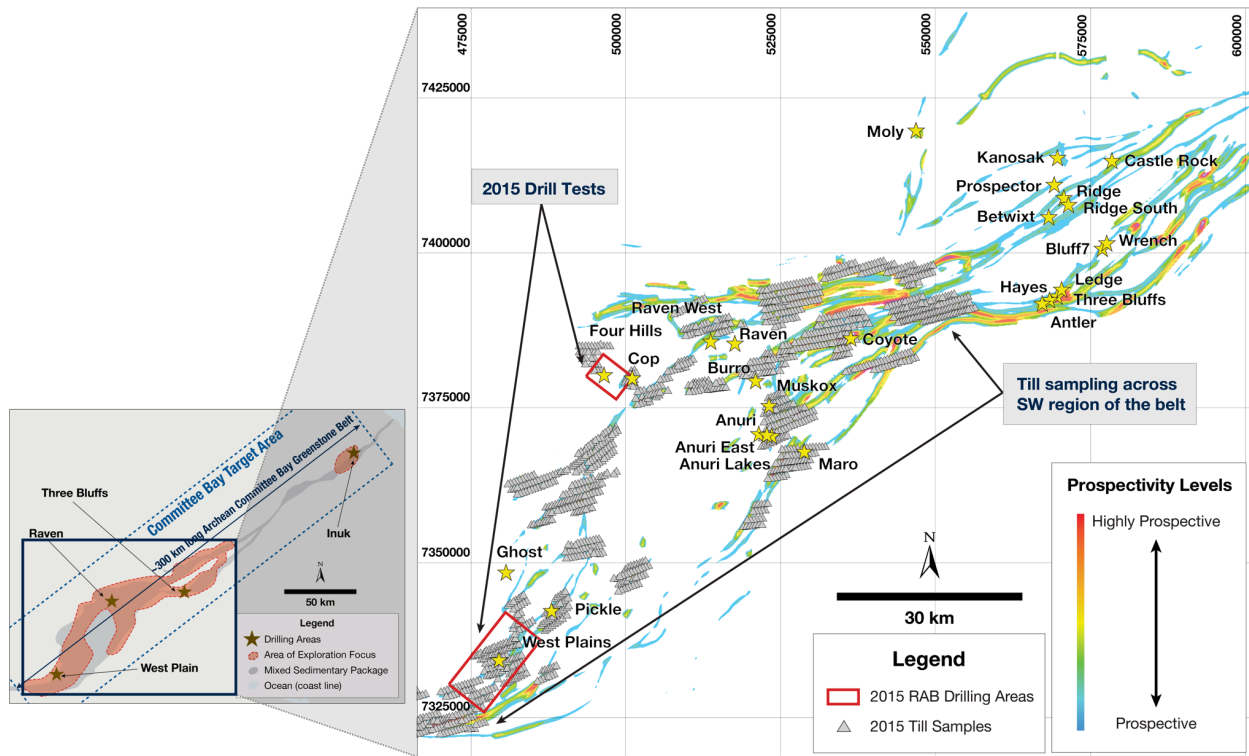 475000
500000
525000
550000
575000
600000
7425000
7400000
7375000
7350000
7325000
2015 Drill Tests
Moly
Kanosak
Castle Rock
Prospector
Ridge
Ridge South
Betwixt
Wrench
Bluff7
Ledge
Hayes
Three Bluffs
Antler
Raven West
Four Hills
Raven
Cop
Coyote
Burro
Muskox
Anuri
Anuri East
Anuri Lakes
Maro
Till sampling across
SW region of the belt
Ghost
Pickle
West Plains
N
30 km
Legend
2015 RAB Drilling Areas
2015 Till Samples
Prospectivity Levels
Highly Prospective
Prospective
Committee Bay Target Area
~300 km long Archean Committee Bay Greenstone Belt
Three Bluffs
Raven
Inuk
West Plain
N
50 km
Legend
Drilling Areas
Area of Exploration Focus
Mixed Sedimentary Package
Ocean (coast line)